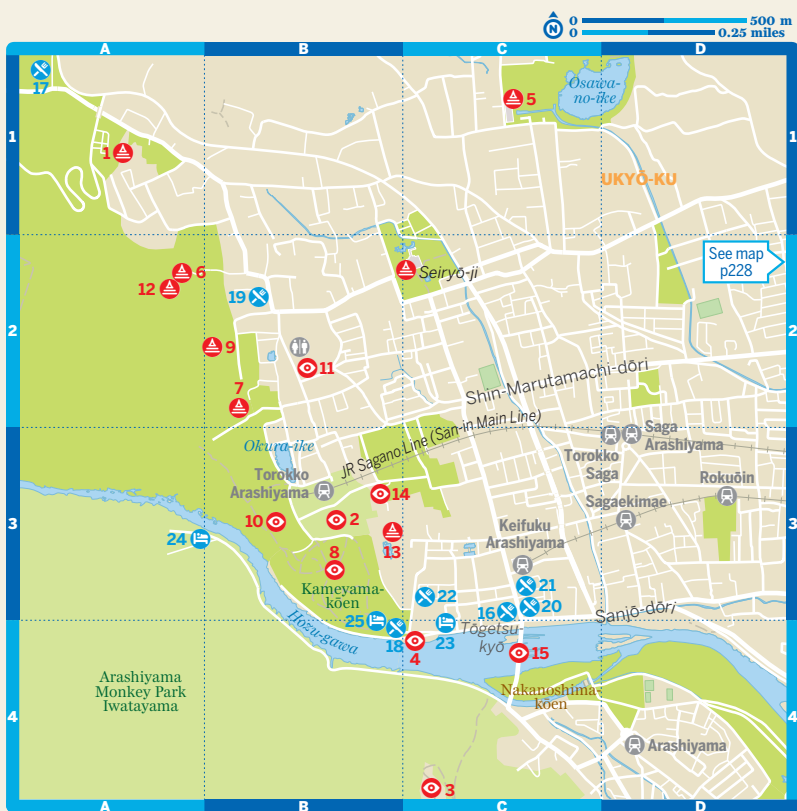 N 0 500 m
0 0.25 miles
A B C D
1 1
2 2
3 3
4 4
17
1
5
Ōsawa-
no-ike
UKYŌ-KU
See map
p228
6
12
Seiryō-ji
19
9
11
7
Shin-Marutamachi-dōri
JR Sagano Line (San-in Main Line)
Okura-ike
Torokko
Arashiyama
Saga
Arashiyama
Torokko
Saga
Rokuōin
Sagaekimae
14
10
2
13
Keifuku
Arashiyama
24
8
Kameyama-
kōen
22
21
16
20
Sanjō-dōri
25
18
Hozu-gawa
4
23
Tōgetsu-
kyō
15
Arashiyama
Monkey Park
Iwatayama
Nakanoshima-
kōen
Arashiyama
3
A B C D